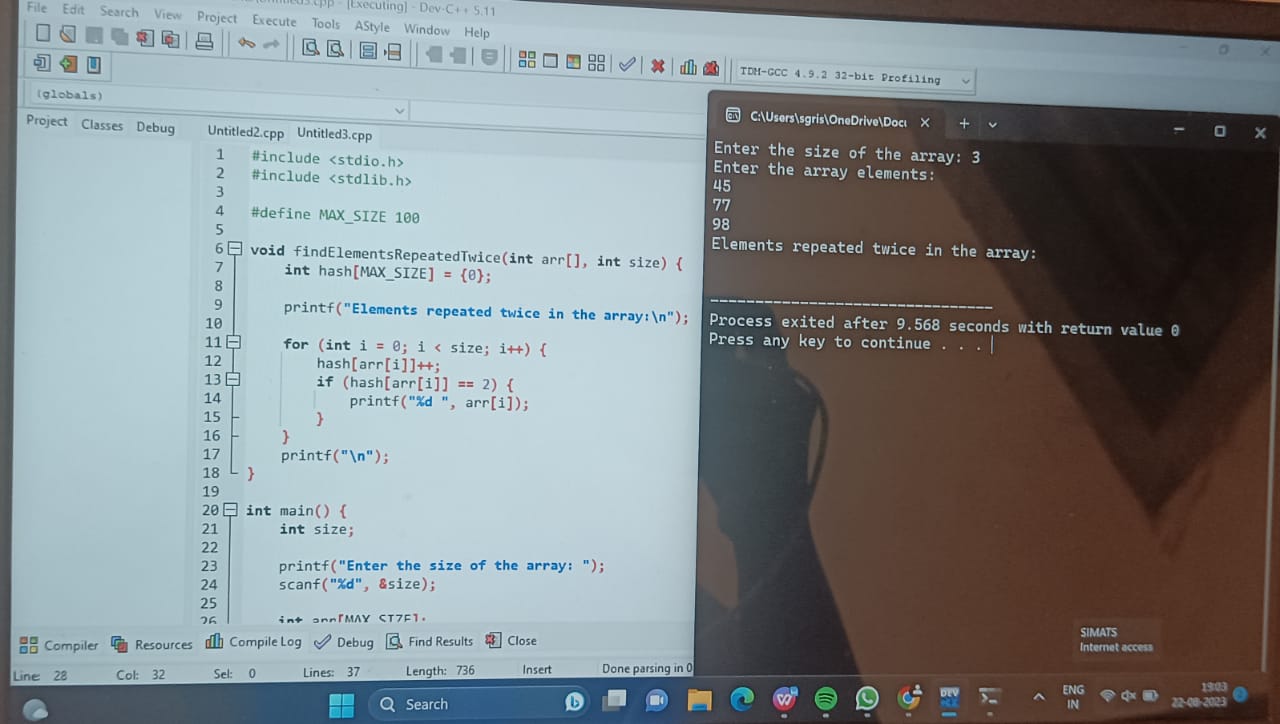 .cpp - [Executing] - Dev-C++ 5.11
File Edit Search View Project Execute Tools AStyle Window Help
TDM-GCC 4.9.2 32-bit Profiling
(globals)
Project Classes Debug
Untitled2.cpp Untitled3.cpp
1 #include <stdio.h>
2 #include <stdlib.h>
3
4 #define MAX_SIZE 100
5
6 void findElementsRepeatedTwice(int arr[], int size) {
7 int hash[MAX_SIZE] = {0};
8
9 printf("Elements repeated twice in the array:\n");
10
11 for (int i = 0; i < size; i++) {
12 hash[arr[i]]++;
13 if (hash[arr[i]] == 2) {
14 printf("%d ", arr[i]);
15 }
16 }
17 printf("\n");
18 }
19
20 int main() {
21 int size;
22
23 printf("Enter the size of the array: ");
24 scanf("%d", &size);
25
26 int arr[MAX_SIZE];
Compiler Resources Compile Log Debug Find Results Close
Line: 28 Col: 32 Sel: 0 Lines: 37 Length: 736 Insert Done parsing in 0
C:\Users\sgris\OneDrive\Docu
Enter the size of the array: 3
Enter the array elements:
45
77
98
Elements repeated twice in the array:
--------------------------------
Process exited after 9.568 seconds with return value 0
Press any key to continue . . .
SIMATS
Internet access
Search
DEV
ENG
IN
19:03
22-08-2023